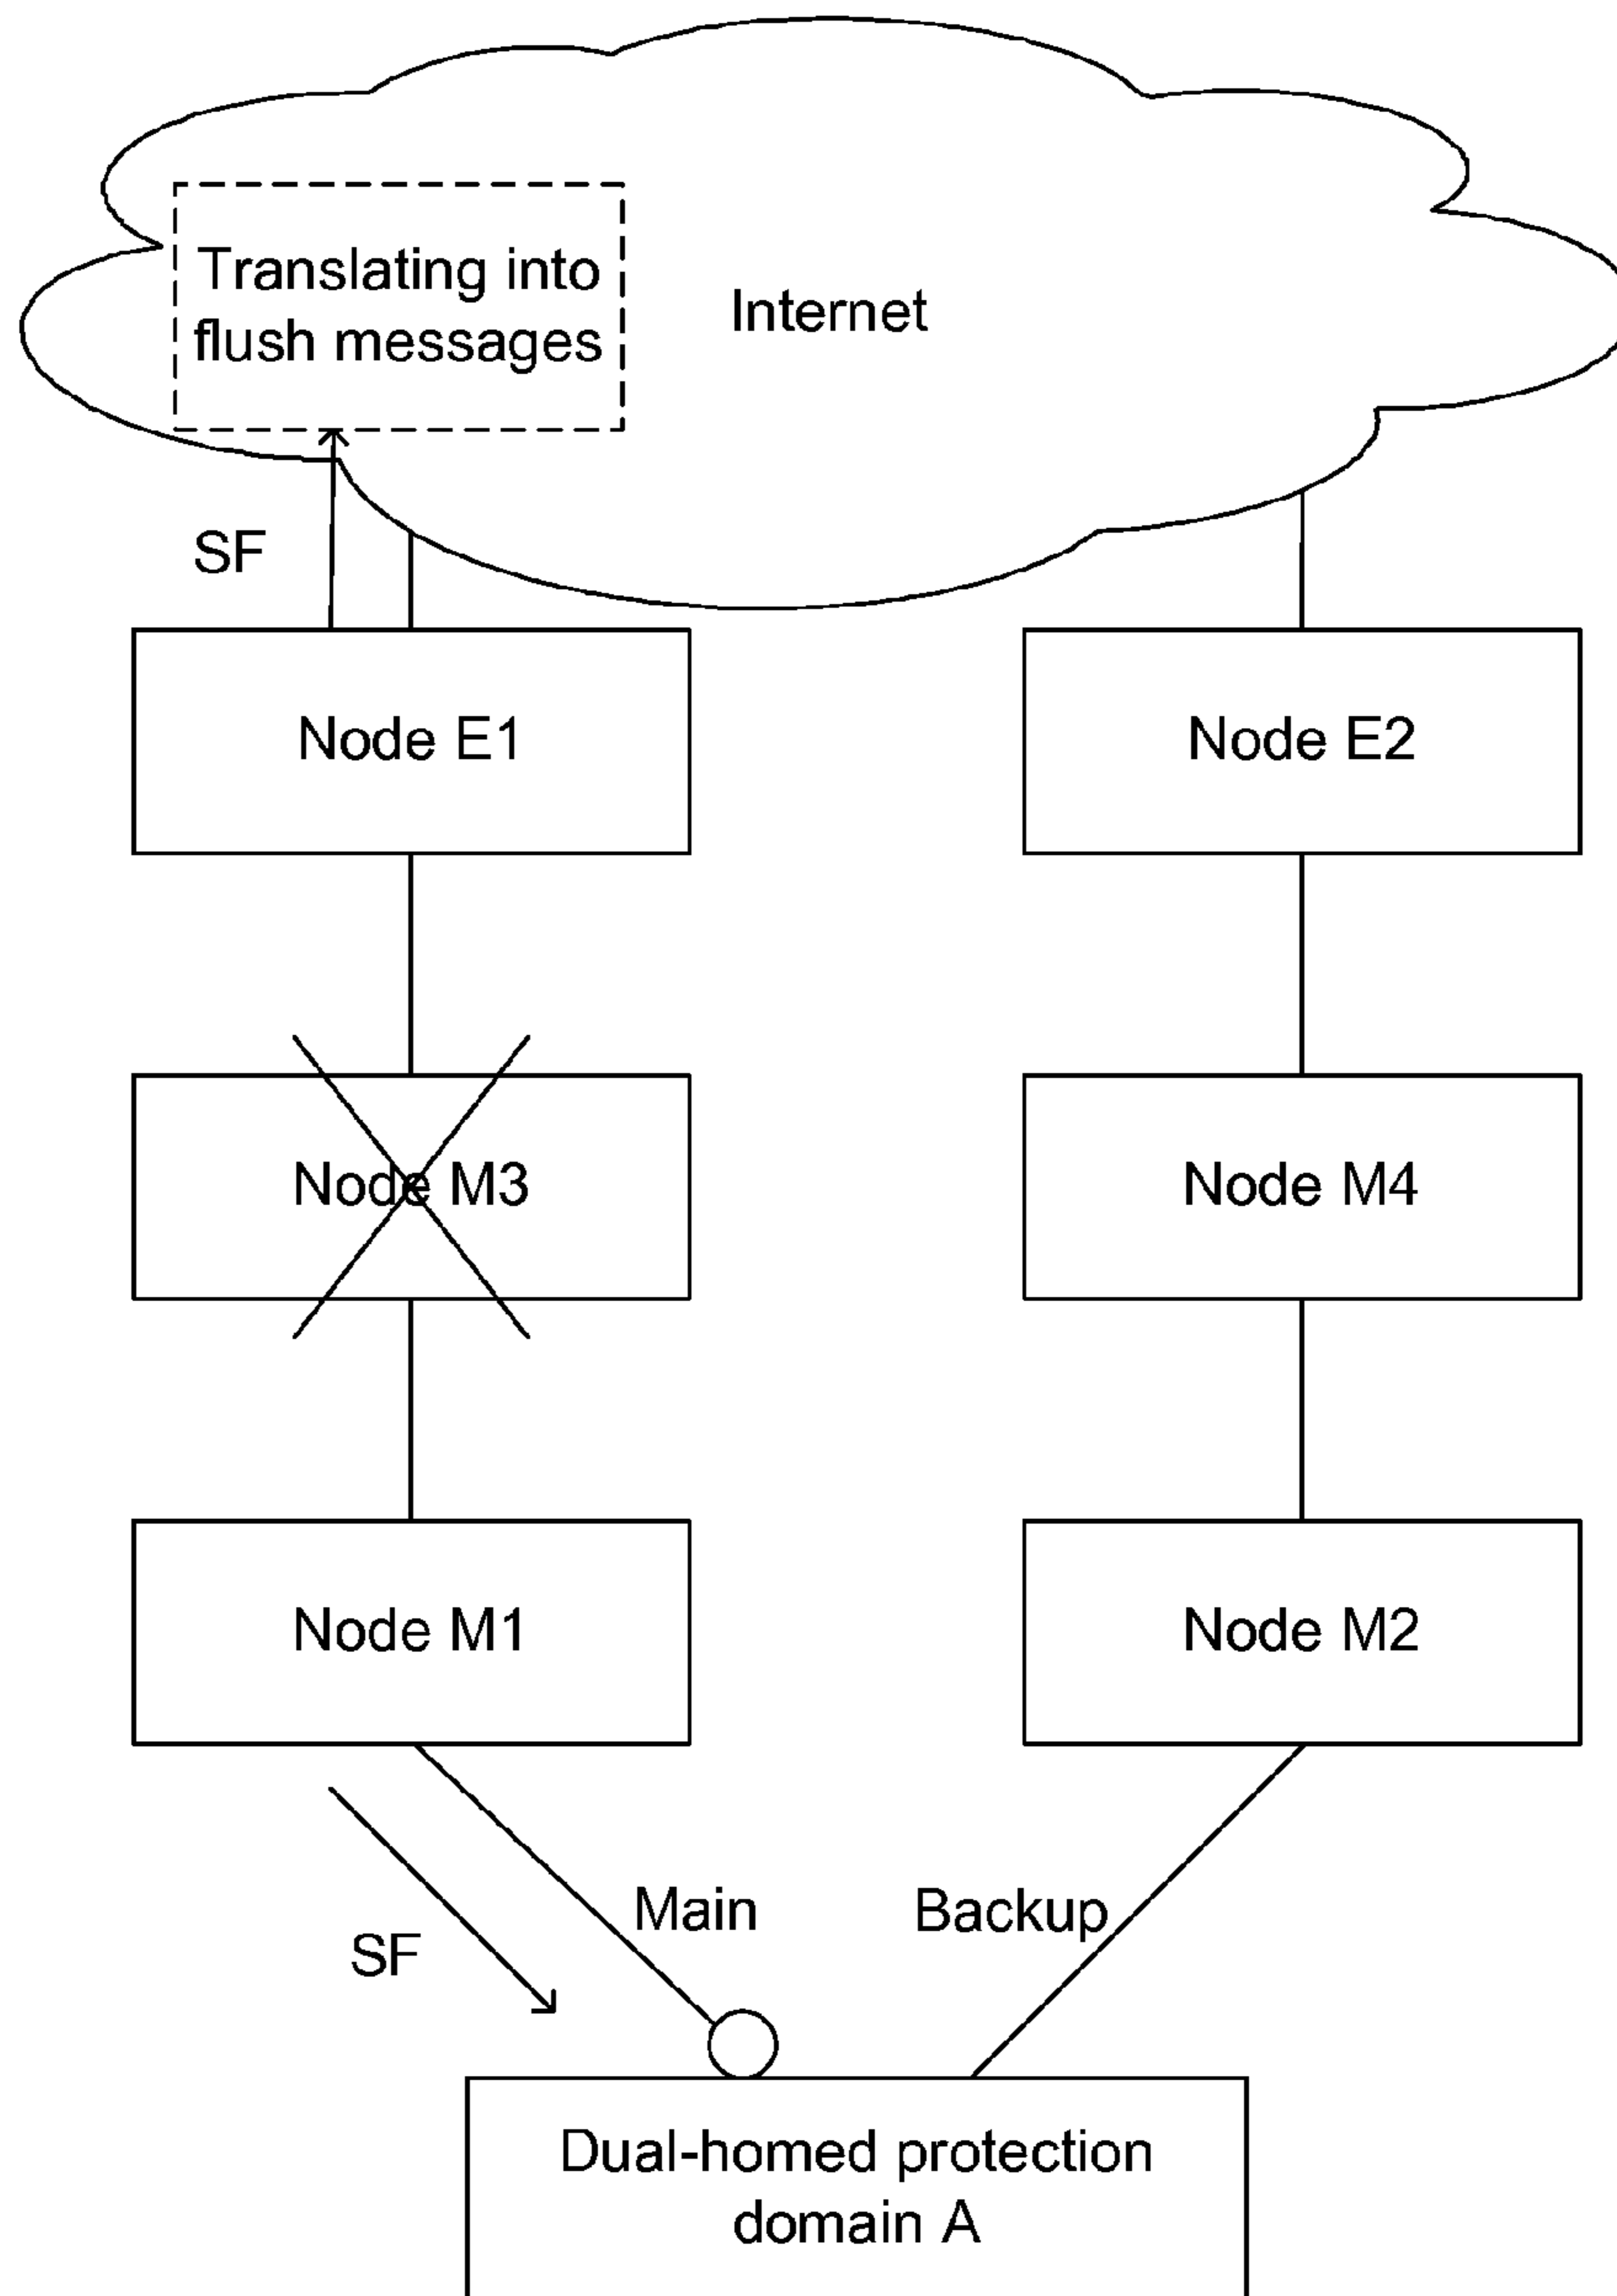 Translating into
flush messages
Internet
SF
Node E1
Node E2
Node M3
Node M4
Node M1
Node M2
Main
Backup
SF
Dual-homed protection
domain A